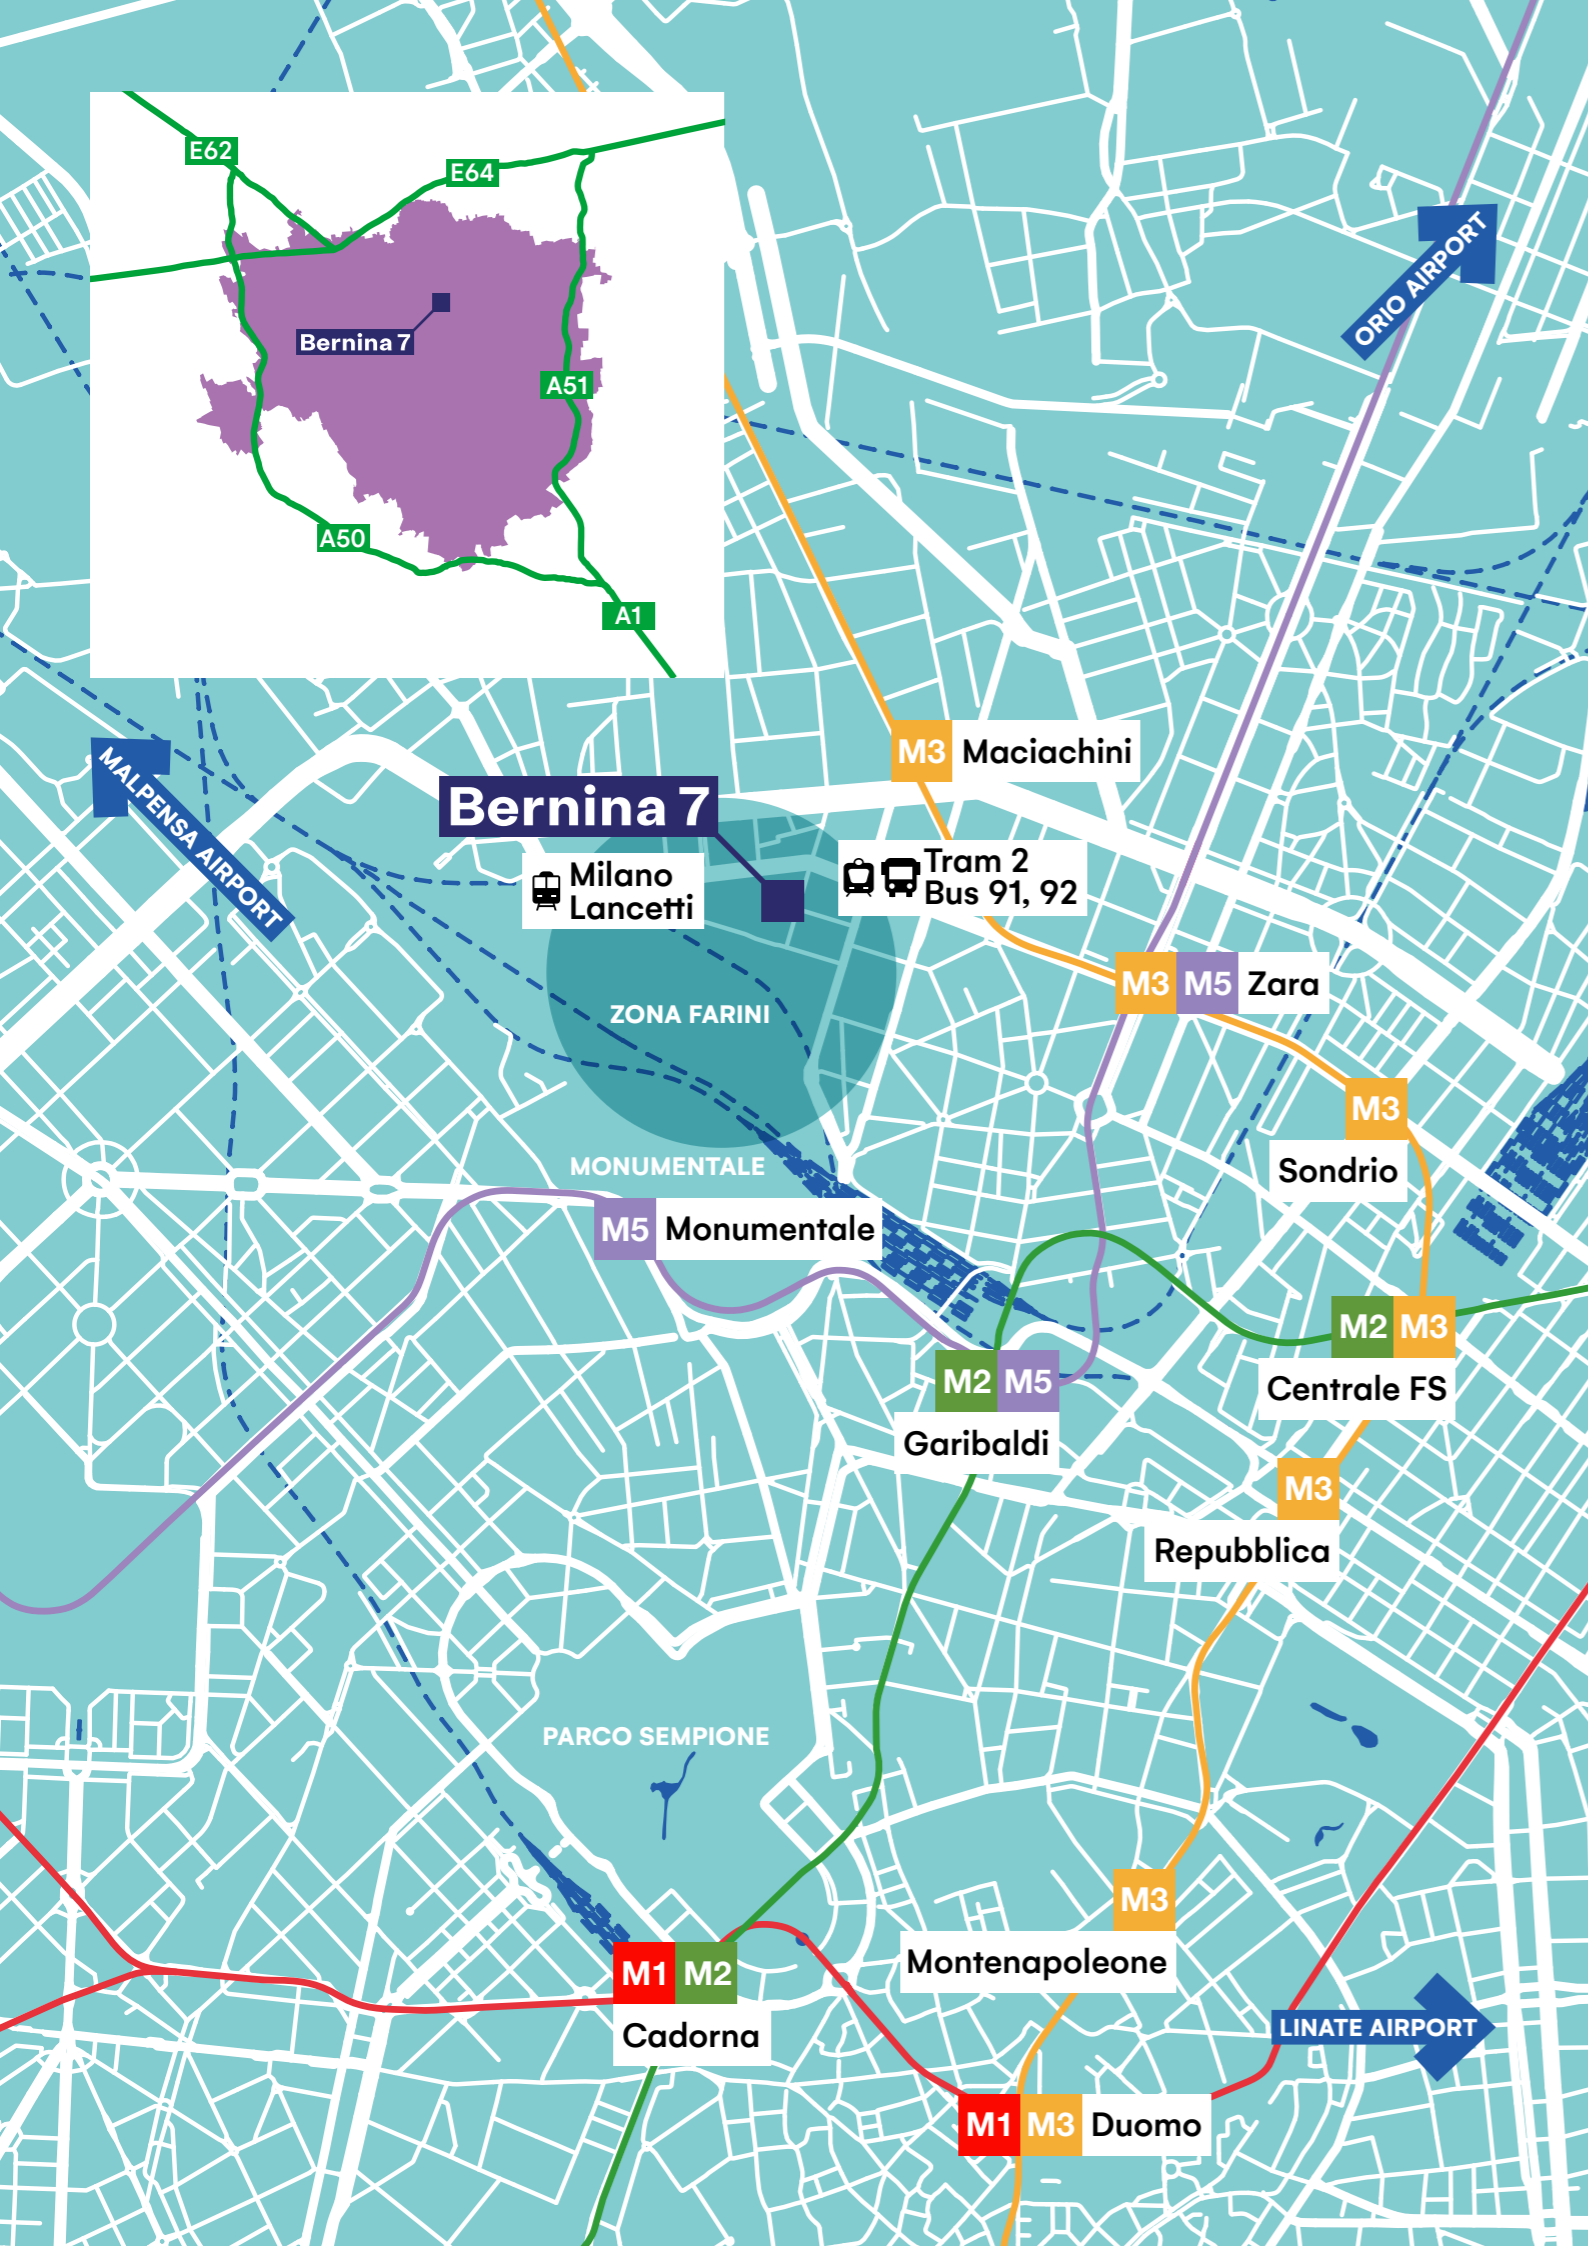 E62
E64
Bernina 7
A51
A50
A1
ORIO AIRPORT
MALPENSA AIRPORT
M3 Maciachini
Bernina 7
Milano
Lancetti
Tram 2
Bus 91, 92
M3 M5 Zara
ZONA FARINI
M3
Sondrio
MONUMENTALE
M5 Monumentale
M2 M3
Centrale FS
M2 M5
Garibaldi
M3
Repubblica
PARCO SEMPIONE
M3
Montenapoleone
M1 M2
Cadorna
LINATE AIRPORT
M1 M3 Duomo